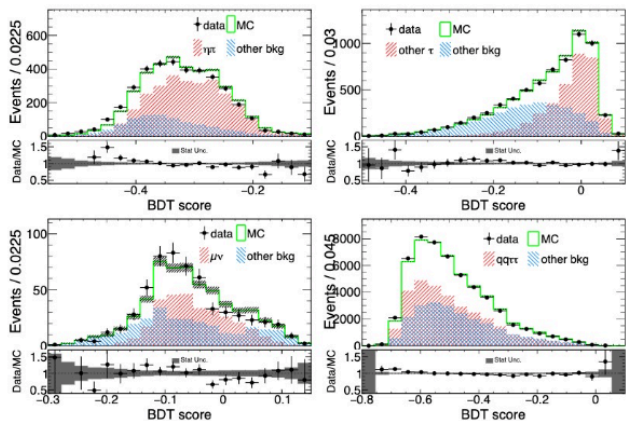 Events / 0.0225
600
400
200
0
data
MC
ηπ
other bkg
Data/MC
1.5
1
0.5
Stat Unc.
−0.4
−0.2
BDT score
Events / 0.03
1000
500
0
data
MC
other τ
other bkg
Data/MC
1.5
1
0.5
Stat Unc.
−0.4
−0.2
0
BDT score
Events / 0.0225
100
50
0
data
MC
μν
other bkg
Data/MC
1.5
1
0.5
Stat Unc.
−0.3
−0.2
−0.1
0
0.1
BDT score
Events / 0.045
8000
6000
4000
2000
0
data
MC
qqττ
other bkg
Data/MC
1.5
1
0.5
Stat Unc.
−0.8
−0.6
−0.4
−0.2
0
BDT score